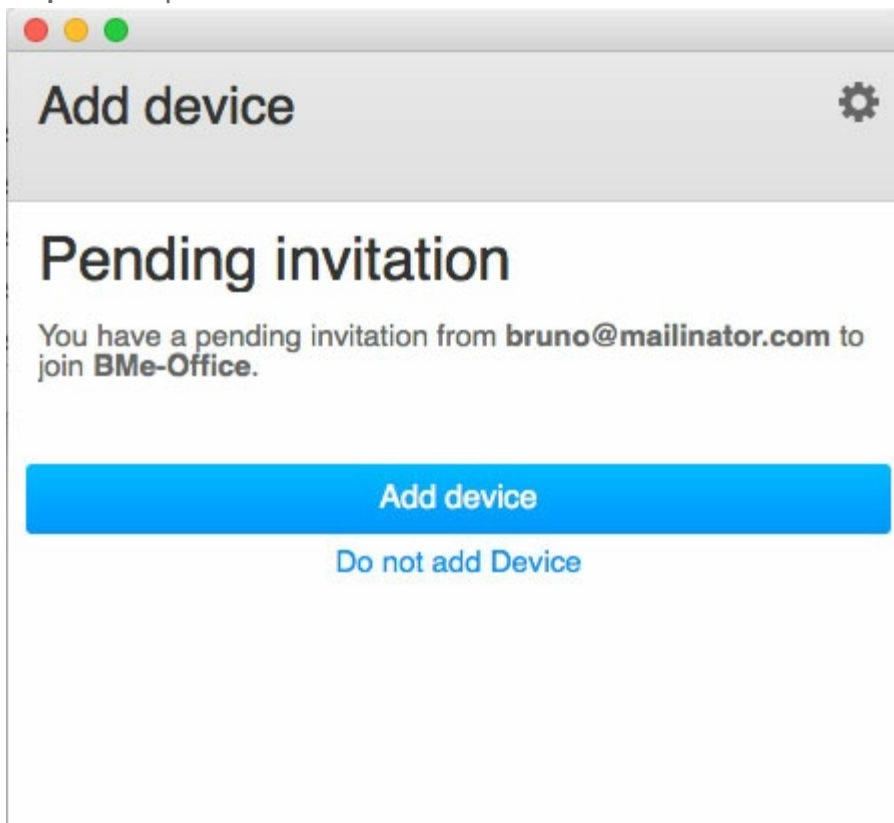 Add device
Pending invitation
You have a pending invitation from bruno@mailinator.com to
join BMe-Office.
Add device
Do not add Device